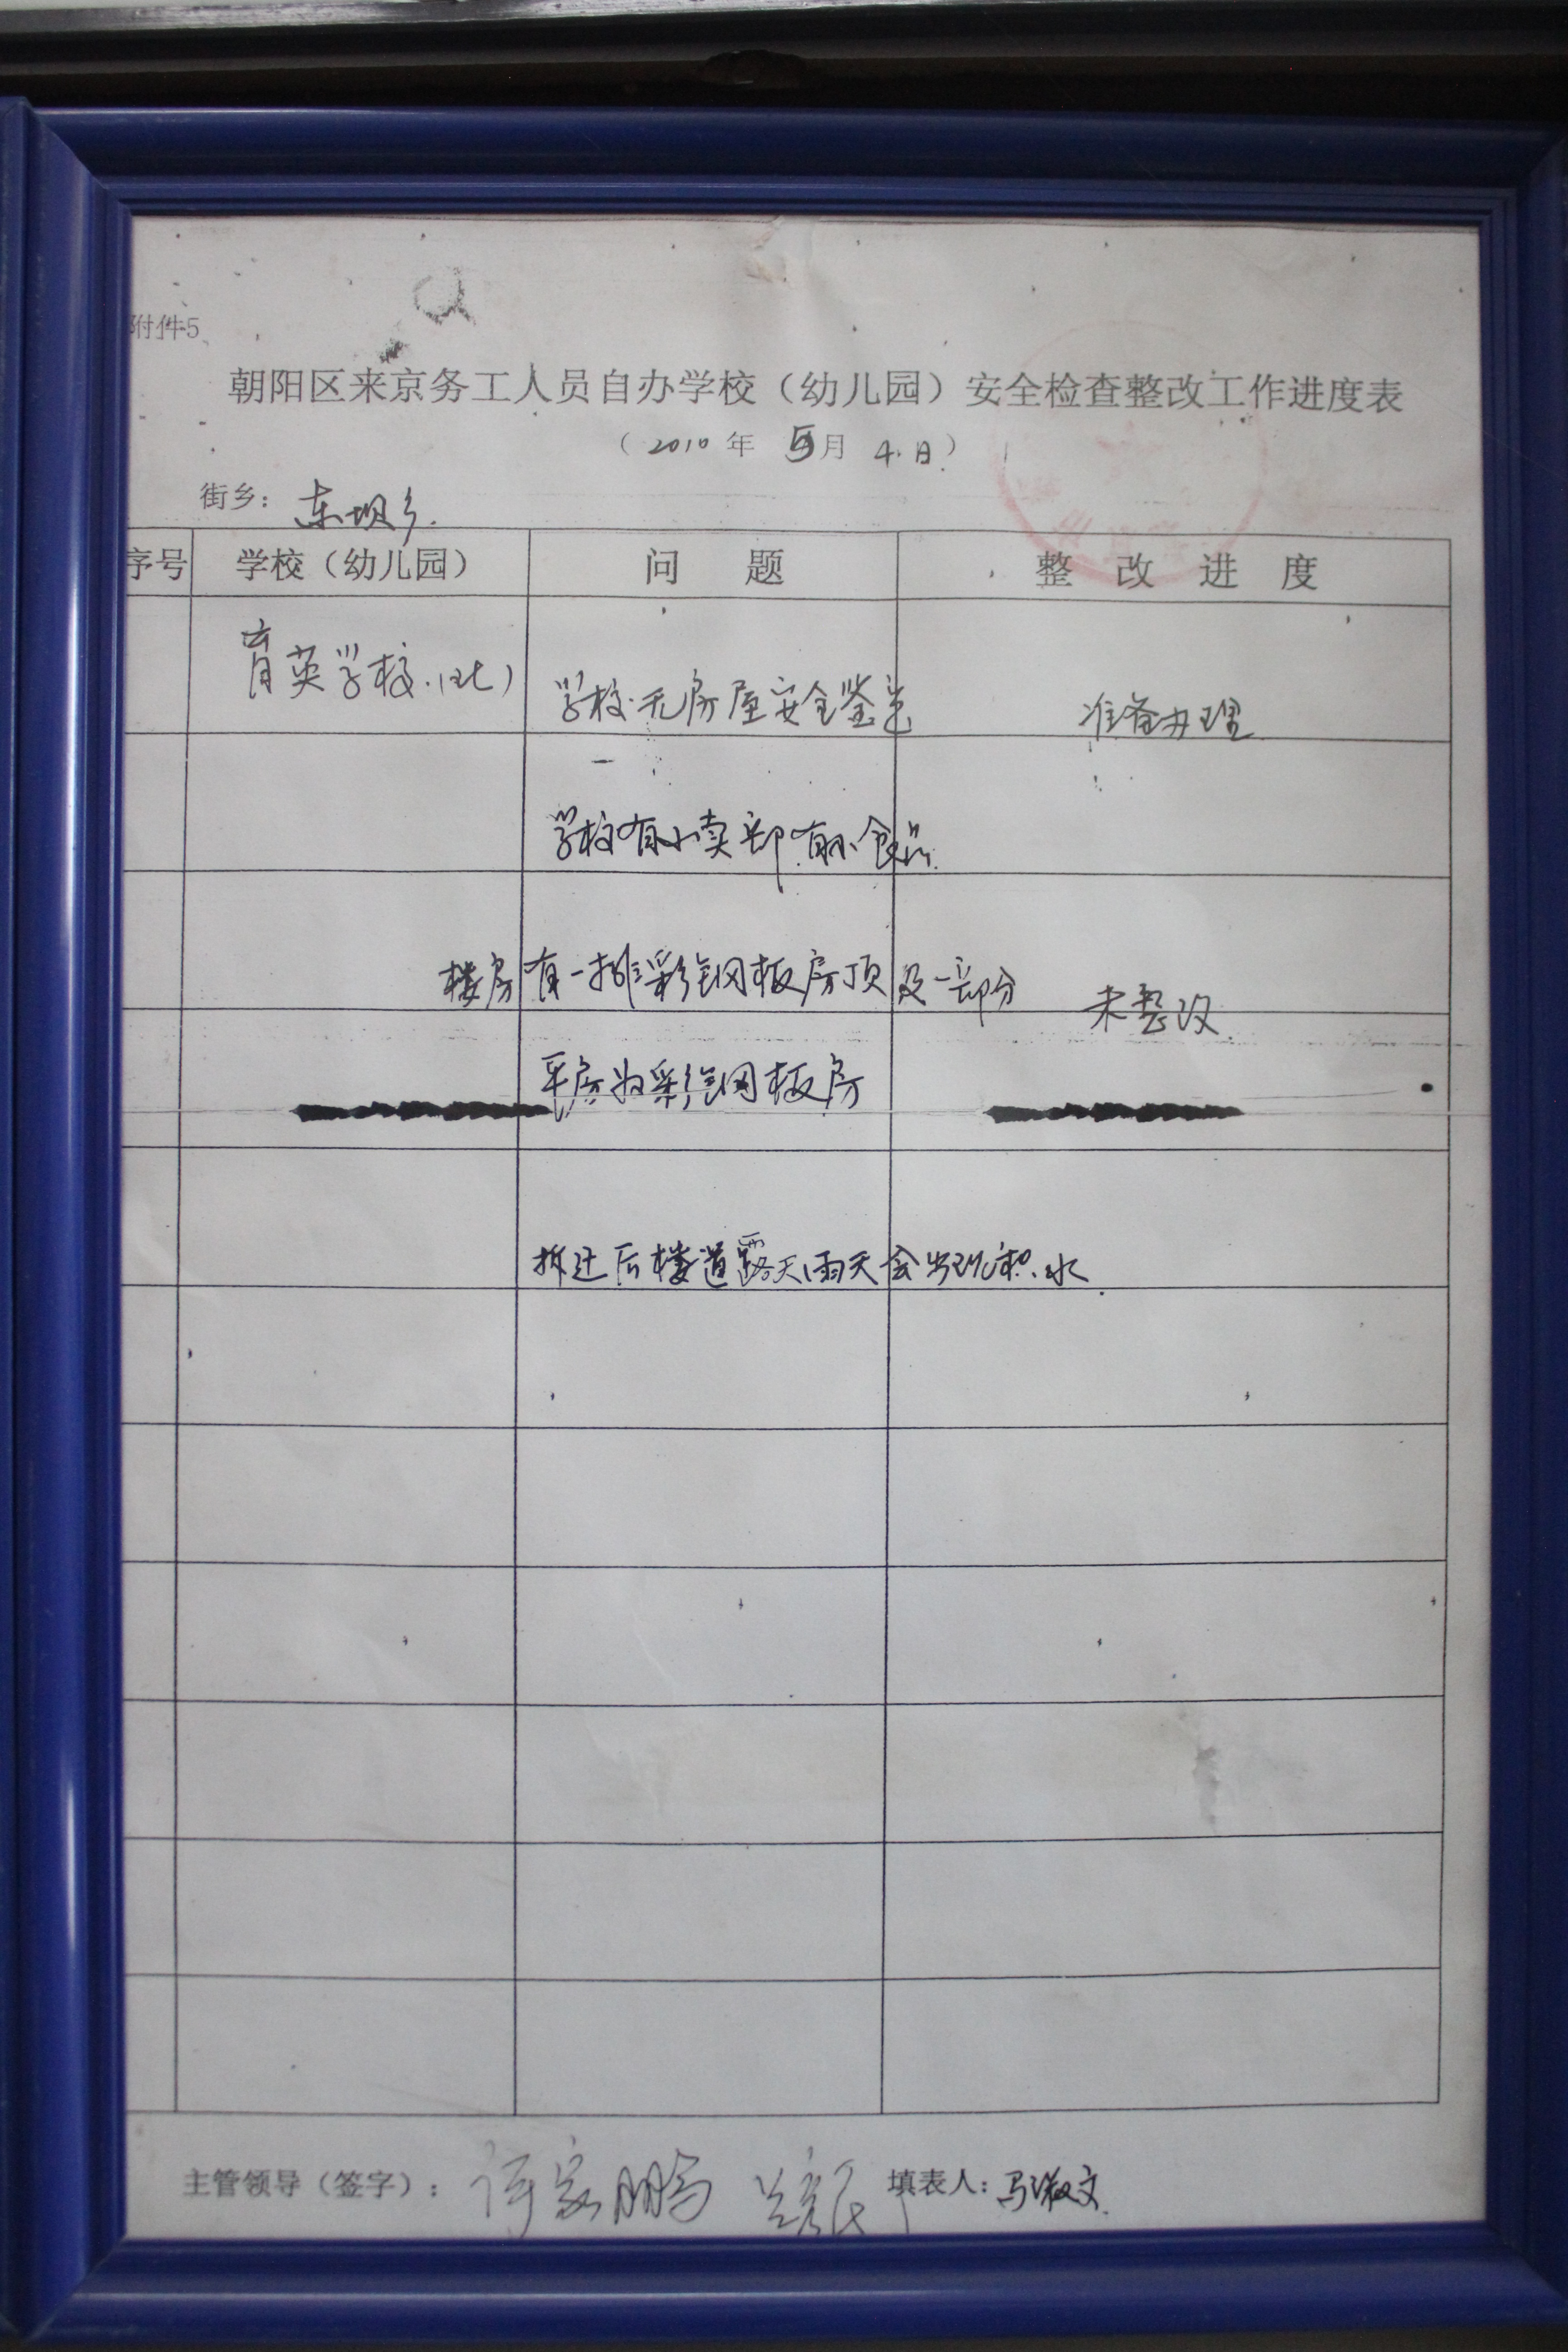 附件5
朝阳区来京务工人员自办学校（幼儿园）安全检查整改工作进度表
（2010年 5月 4日）
街乡：东坝乡
序号 学校（幼儿园） 问 题 整 改 进 度
育英学校（北） 学校无房屋安全鉴定 准备办理
学校有小卖部有小食品
楼房有一排彩钢板房顶及一部分 未整改
平房为彩钢板房
拆迁后楼道露天雨天会出现积水
主管领导（签字）：许家鹏 填表人：马淑文